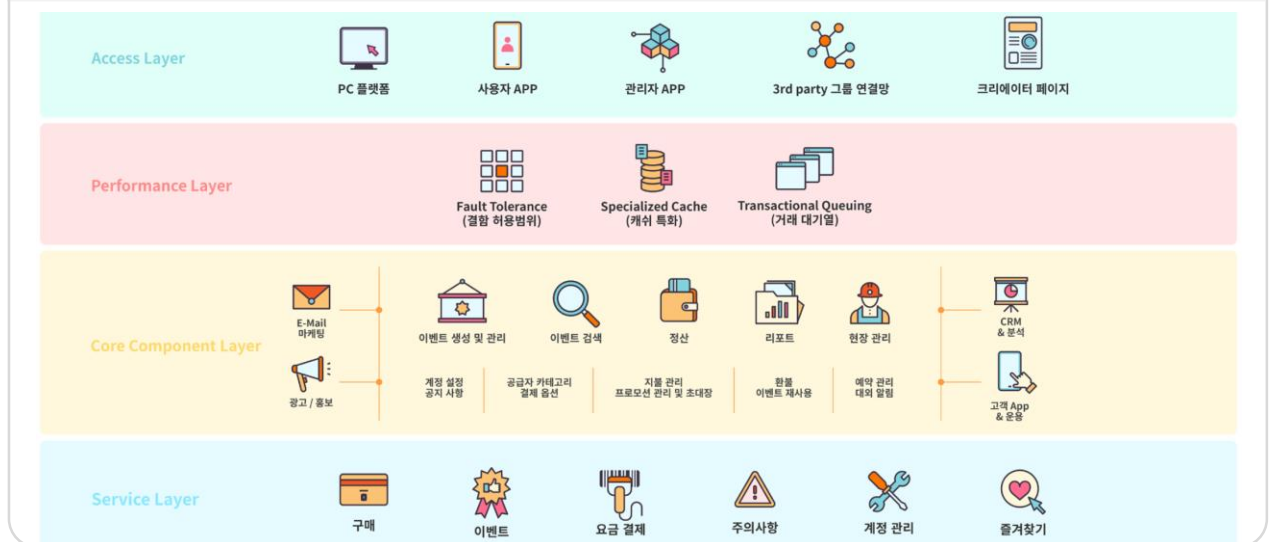 Access Layer
PC 플랫폼
사용자 APP
관리자 APP
3rd party 그룹 연결망
크리에이터 페이지
Performance Layer
Fault Tolerance
(결함 허용범위)
Specialized Cache
(캐쉬 특화)
Transactional Queuing
(거래 대기열)
Core Component Layer
E-Mail
마케팅
광고 / 홍보
이벤트 생성 및 관리
이벤트 검색
정산
리포트
현장 관리
계정 설정
공지 사항
공급자 카테고리
결제 옵션
지불 관리
프로모션 관리 및 초대장
환불
이벤트 재사용
예약 관리
대외 알림
CRM
& 분석
고객 App
& 운용
Service Layer
구매
이벤트
요금 결제
주의사항
계정 관리
즐겨찾기